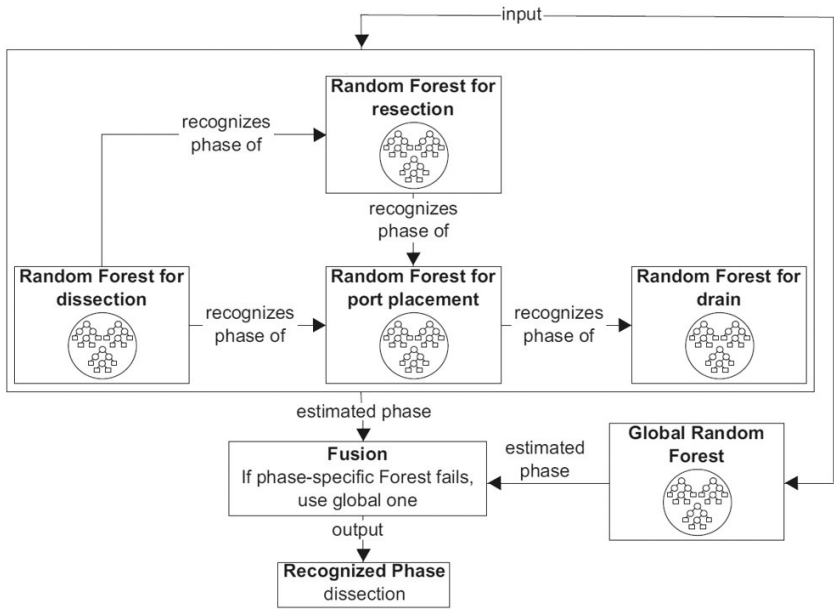 input
Random Forest for
resection
recognizes
phase of
recognizes
phase of
Random Forest for
dissection
recognizes
phase of
Random Forest for
port placement
recognizes
phase of
Random Forest for
drain
estimated phase
Fusion
If phase-specific Forest fails,
use global one
estimated
phase
Global Random
Forest
output
Recognized Phase
dissection